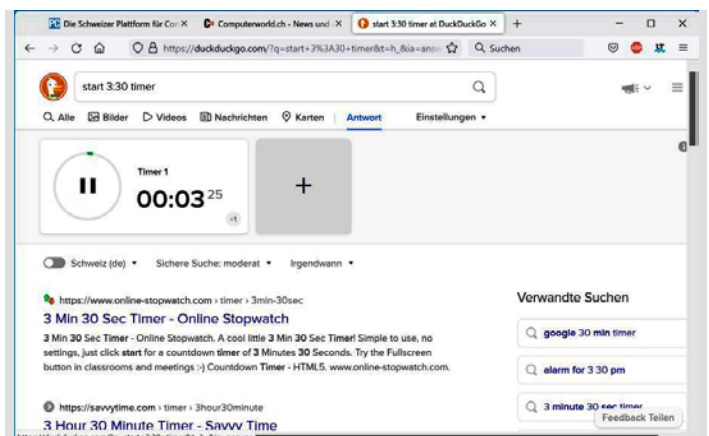 Die Schweizer Plattform für Con
Computerworld.ch - News und
start 3:30 timer at DuckDuckGo
https://duckduckgo.com/?q=start+3%3A30+timer&t=h_&ia=answ
Suchen
start 3:30 timer
Alle Bilder Videos Nachrichten Karten Antwort Einstellungen
Timer 1
00:03 25
+1
+
Schweiz (de) Sichere Suche: moderat Irgendwann
https://www.online-stopwatch.com › timer › 3min-30sec
3 Min 30 Sec Timer - Online Stopwatch
3 Min 30 Sec Timer - Online Stopwatch. A cool little 3 Min 30 Sec Timer! Simple to use, no
settings, just click start for a countdown timer of 3 Minutes 30 Seconds. Try the Fullscreen
button in classrooms and meetings :-) Countdown Timer - HTML5. www.online-stopwatch.com.
https://savvytime.com › timer › 3hour30minute
3 Hour 30 Minute Timer - Savvy Time
Verwandte Suchen
google 30 min timer
alarm for 3 30 pm
3 minute 30 sec timer
Feedback Teilen